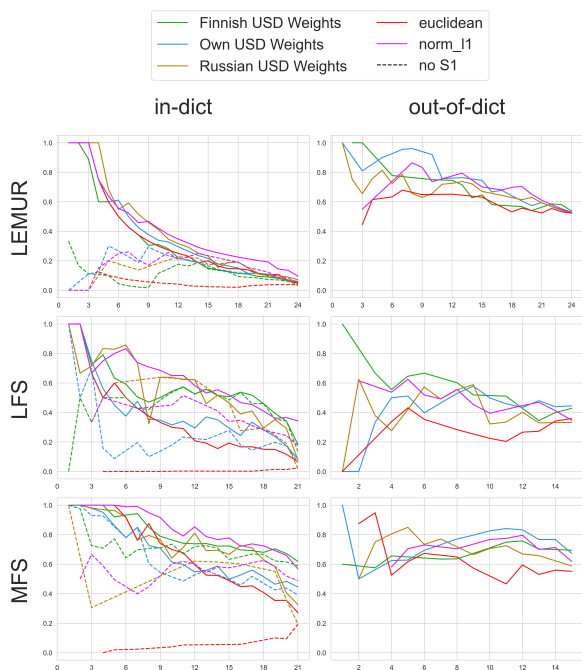 Finnish USD Weights euclidean
Own USD Weights norm_l1
Russian USD Weights no S1
in-dict out-of-dict
LEMUR
1.0 1.0
0.8 0.8
0.6 0.6
0.4 0.4
0.2 0.2
0.0 0.0
0 3 6 9 12 15 18 21 24 0 3 6 9 12 15 18 21 24
LFS
1.0 1.0
0.8 0.8
0.6 0.6
0.4 0.4
0.2 0.2
0.0 0.0
0 3 6 9 12 15 18 21 24 2 4 6 8 10 12 14
MFS
1.0 1.0
0.8 0.8
0.6 0.6
0.4 0.4
0.2 0.2
0.0 0.0
0 3 6 9 12 15 18 21 2 4 6 8 10 12 14